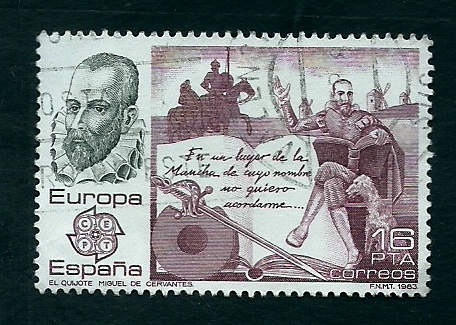 En un lugar de la
Mancha de cuyo nombre
no quiero
acordarme...
Europa
CEPT
España
16
PTA
correos
EL QUIJOTE MIGUEL DE CERVANTES
F.N.M.T. 1983